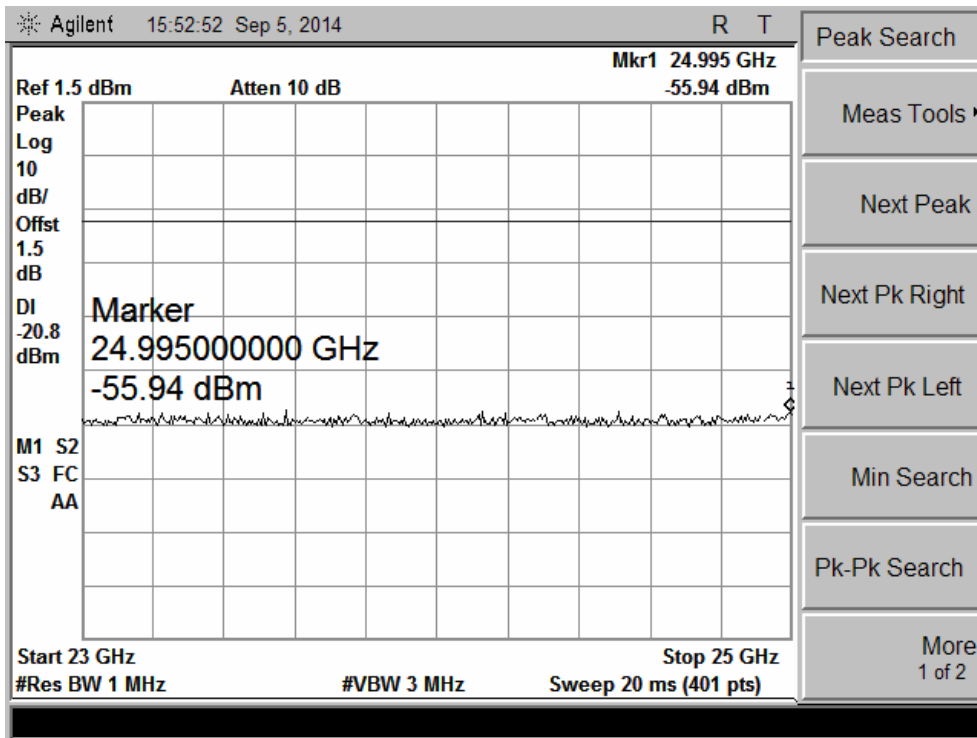 Agilent 15:52:52 Sep 5, 2014 R T
Mkr1 24.995 GHz
Ref 1.5 dBm Atten 10 dB -55.94 dBm
Peak
Log
10
dB/
Offst
1.5
dB
DI
-20.8
dBm
Marker
24.995000000 GHz
-55.94 dBm
1
M1 S2
S3 FC
AA
Start 23 GHz Stop 25 GHz
#Res BW 1 MHz #VBW 3 MHz Sweep 20 ms (401 pts)
Peak Search
Meas Tools
Next Peak
Next Pk Right
Next Pk Left
Min Search
Pk-Pk Search
More
1 of 2